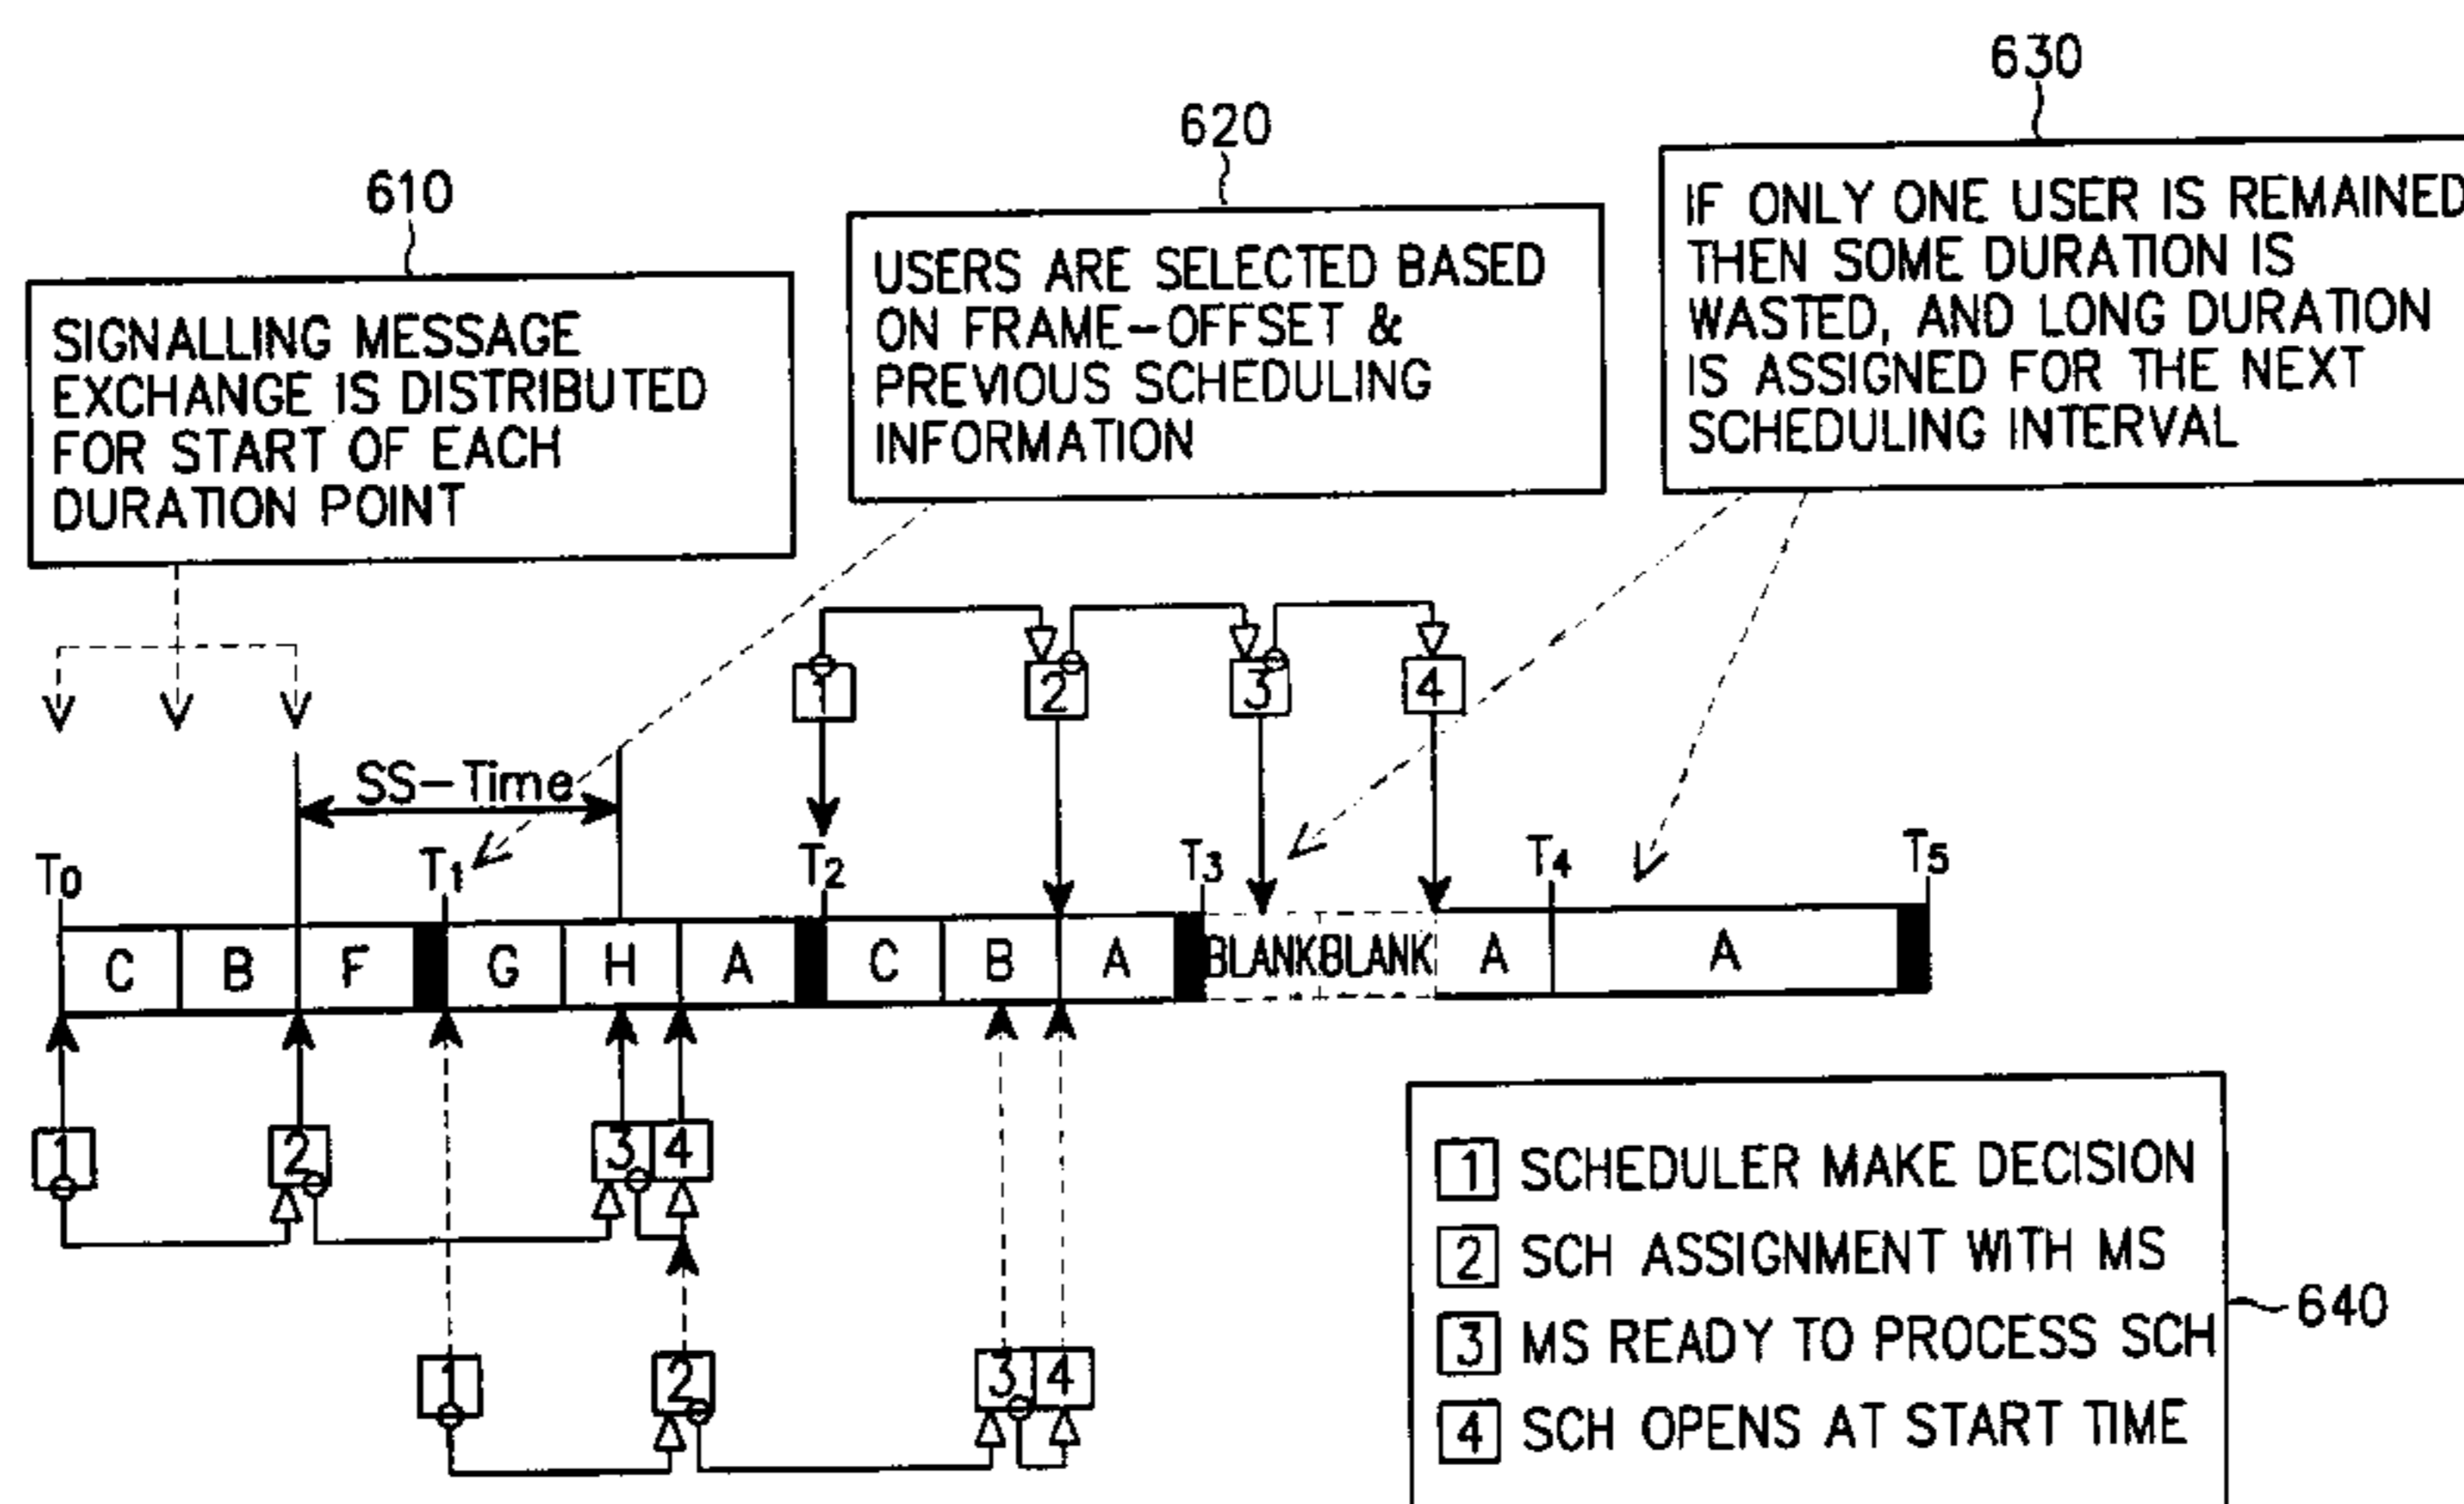 630
620
610
IF ONLY ONE USER IS REMAINED
THEN SOME DURATION IS
WASTED, AND LONG DURATION
IS ASSIGNED FOR THE NEXT
SCHEDULING INTERVAL
USERS ARE SELECTED BASED
ON FRAME-OFFSET &
PREVIOUS SCHEDULING
INFORMATION
SIGNALLING MESSAGE
EXCHANGE IS DISTRIBUTED
FOR START OF EACH
DURATION POINT
1 2 3 4
SS-Time
T0 T1 T2 T3 T4 T5
C B F G H A C B A BLANK BLANK A A
1 2 3 4
1 2 3 4
1 SCHEDULER MAKE DECISION
2 SCH ASSIGNMENT WITH MS
3 MS READY TO PROCESS SCH
4 SCH OPENS AT START TIME
640